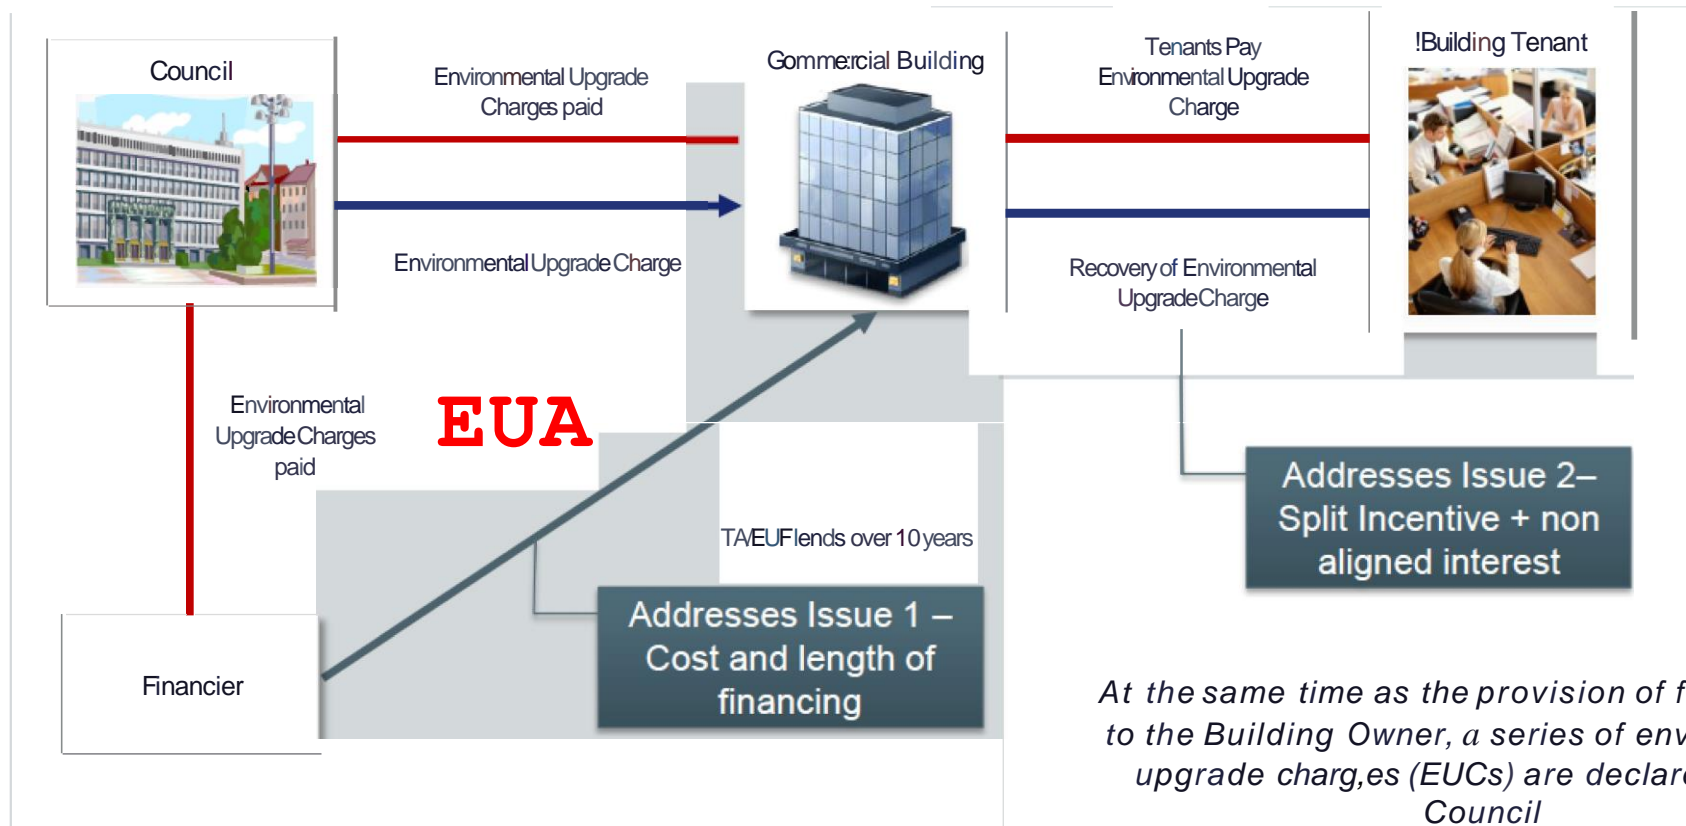 Council
Environmental Upgrade
Charges paid
Environmental Upgrade Charge
Gomme:rcial Building
Tenants Pay
Environmental Upgrade
Charge
Recovery of Environmental
Upgrade Charge
!Building Tenant
Environmental
Upgrade Charges
paid
EUA
TA/EUF lends over 10 years
Addresses Issue 1 –
Cost and length of
financing
Addresses Issue 2–
Split Incentive + non
aligned interest
Financier
At the same time as the provision of f
to the Building Owner, a series of env
upgrade charg,es (EUCs) are declar
Council